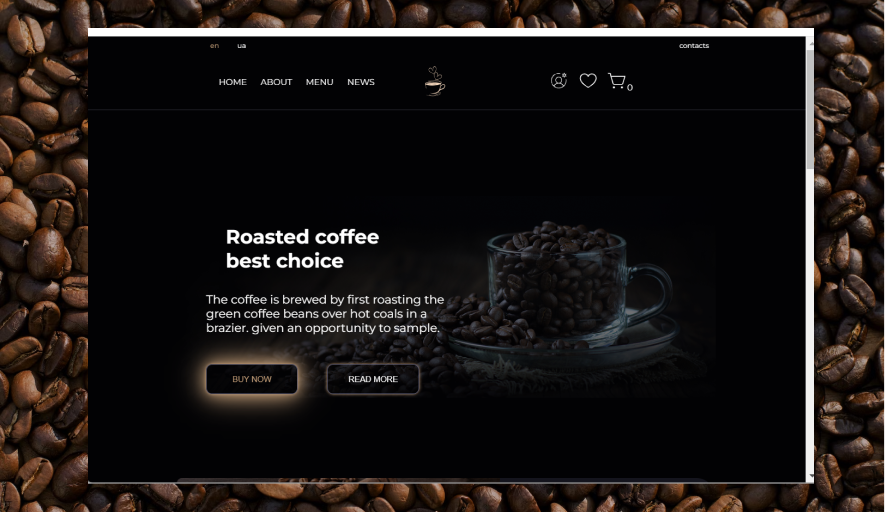 en ua contacts
HOME ABOUT MENU NEWS
0
Roasted coffee
best choice
The coffee is brewed by first roasting the
green coffee beans over hot coals in a
brazier. given an opportunity to sample.
BUY NOW READ MORE